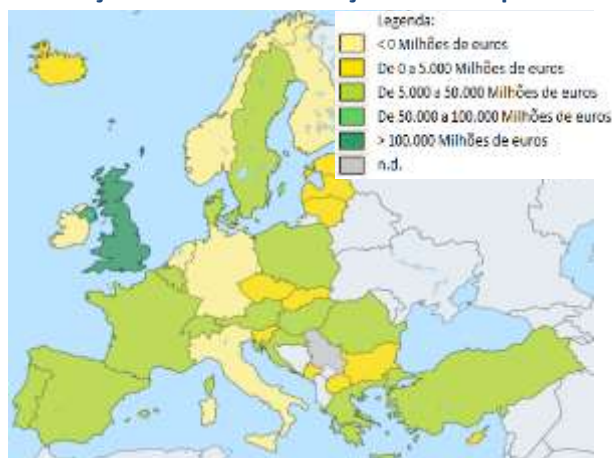 Legenda:
< 0 Milhões de euros
De 0 a 5.000 Milhões de euros
De 5.000 a 50.000 Milhões de euros
De 50.000 a 100.000 Milhões de euros
> 100.000 Milhões de euros
n.d.